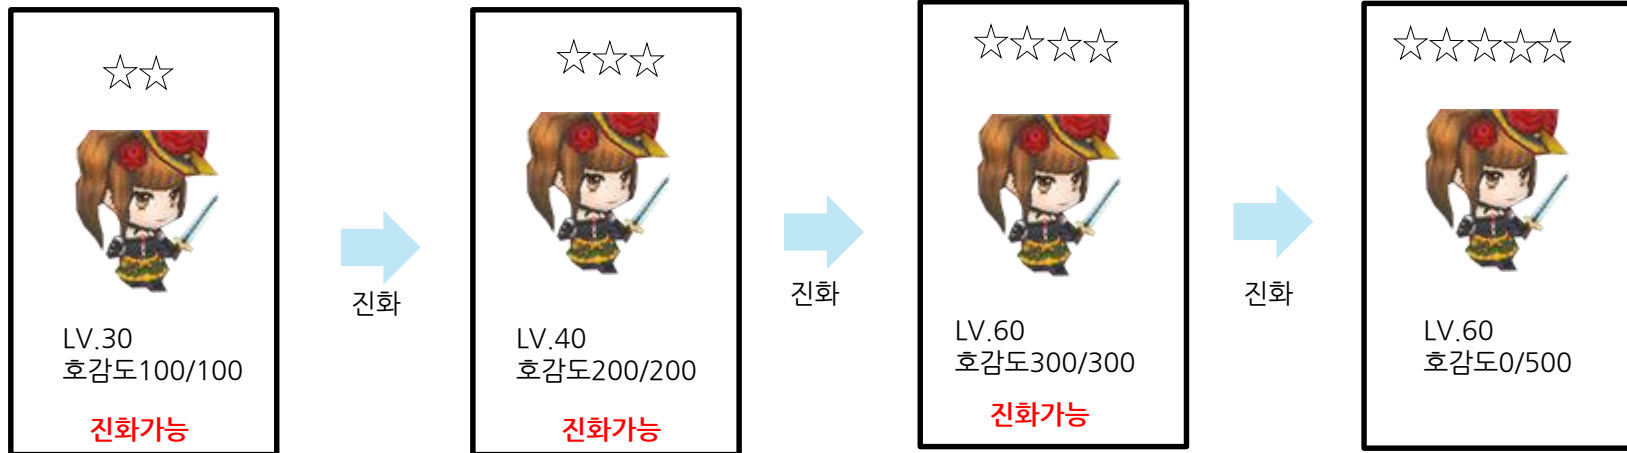 ☆☆
LV.30
호감도100/100
진화가능
진화
☆☆☆
LV.40
호감도200/200
진화가능
진화
☆☆☆☆
LV.60
호감도300/300
진화가능
진화
☆☆☆☆☆
LV.60
호감도0/500